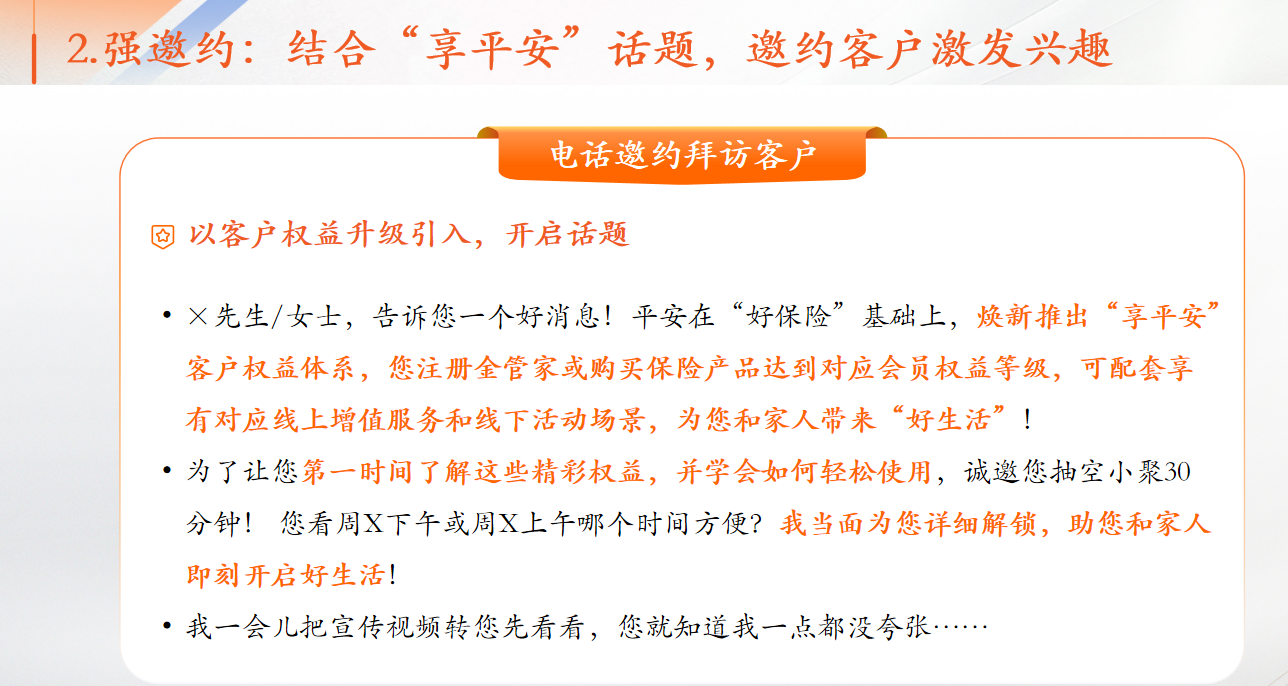 2.强邀约：结合“享平安”话题，邀约客户激发兴趣
电话邀约拜访客户
以客户权益升级引入，开启话题
• ×先生/女士，告诉您一个好消息！平安在“好保险”基础上，焕新推出“享平安”
客户权益体系，您注册金管家或购买保险产品达到对应会员权益等级，可配套享
有对应线上增值服务和线下活动场景，为您和家人带来“好生活”！
• 为了让您第一时间了解这些精彩权益，并学会如何轻松使用，诚邀您抽空小聚30
分钟！ 您看周X下午或周X上午哪个时间方便？我当面为您详细解锁，助您和家人
即刻开启好生活！
• 我一会儿把宣传视频转您先看看，您就知道我一点都没夸张……